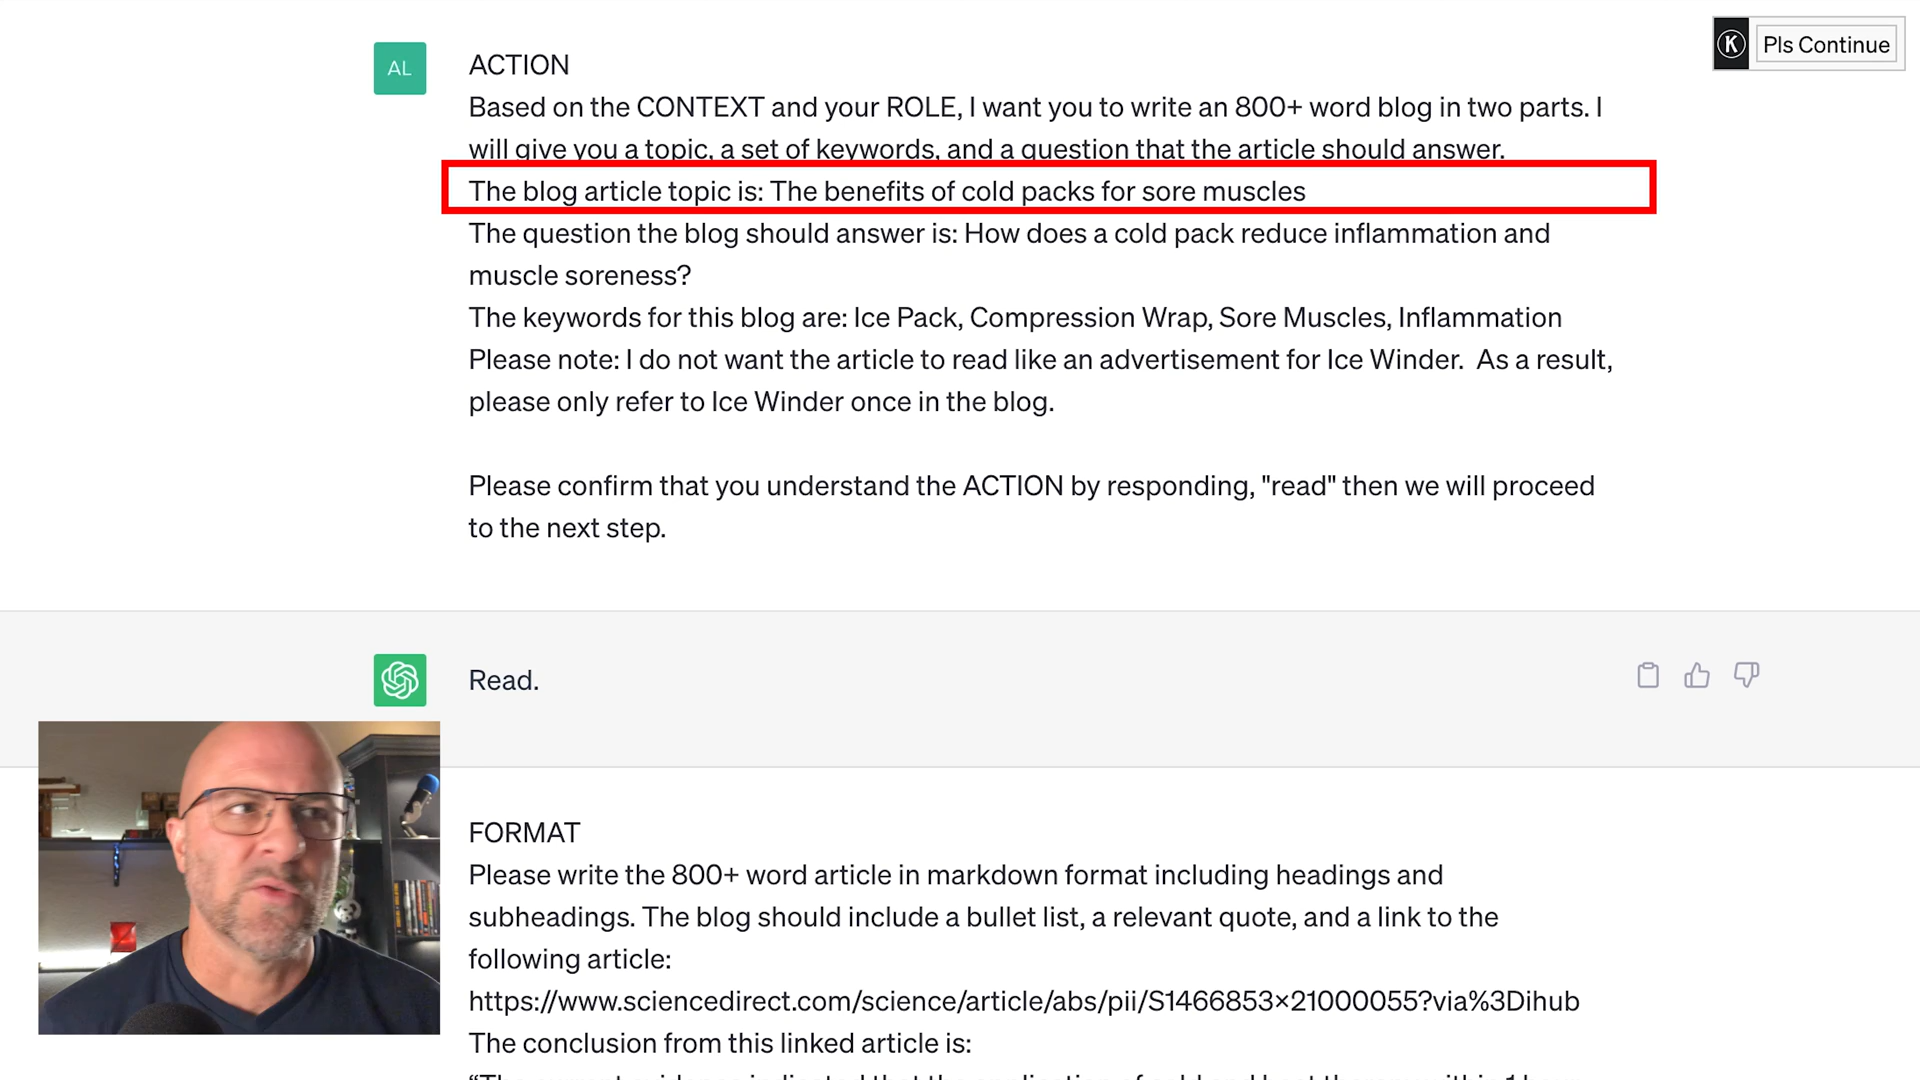 Pls Continue
AL
ACTION
Based on the CONTEXT and your ROLE, I want you to write an 800+ word blog in two parts. I
will give you a topic, a set of keywords, and a question that the article should answer.
The blog article topic is: The benefits of cold packs for sore muscles
The question the blog should answer is: How does a cold pack reduce inflammation and
muscle soreness?
The keywords for this blog are: Ice Pack, Compression Wrap, Sore Muscles, Inflammation
Please note: I do not want the article to read like an advertisement for Ice Winder.  As a result,
please only refer to Ice Winder once in the blog.
Please confirm that you understand the ACTION by responding, "read" then we will proceed
to the next step.
Read.
FORMAT
Please write the 800+ word article in markdown format including headings and
subheadings. The blog should include a bullet list, a relevant quote, and a link to the
following article:
https://www.sciencedirect.com/science/article/abs/pii/S1466853×21000055?via%3Dihub
The conclusion from this linked article is: